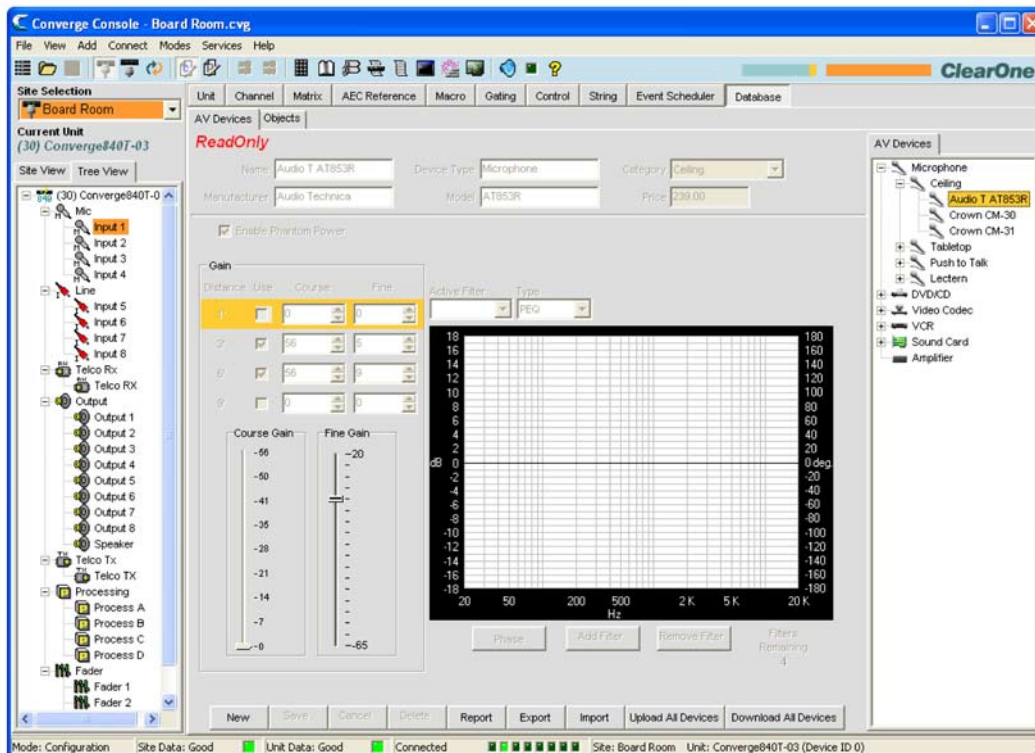 Converge Console - Board Room.cvg
File View Add Connect Modes Services Help
ClearOne
Site Selection
Board Room
Current Unit
(30) Converge840T-03
Site View Tree View
(30) Converge840T-0
Mic
Input 1
Input 2
Input 3
Input 4
Line
Input 5
Input 6
Input 7
Input 8
Telco Rx
Telco RX
Output
Output 1
Output 2
Output 3
Output 4
Output 5
Output 6
Output 7
Output 8
Speaker
Telco Tx
Telco TX
Processing
Process A
Process B
Process C
Process D
Fader
Fader 1
Fader 2
Unit Channel Matrix AEC Reference Macro Gating Control String Event Scheduler Database
AV Devices Objects
ReadOnly
Name Audio T AT853R Device Type Microphone Category Ceiling
Manufacturer Audio Technica Model AT853R Price 239.00
Enable Phantom Power
Gain
Distance Use Course Fine
1' 0 0
3' 56 5
6' 56 9
9' 0 0
Course Gain
-56
-50
-41
-35
-28
-21
-14
-7
-0
Fine Gain
-20
--65
Active Filter Type
PEQ
18 180
16 160
14 140
12 120
10 100
8 80
6 60
4 40
2 20
dB 0 0 deg.
-2 -20
-4 -40
-6 -60
-8 -80
-10 -100
-12 -120
-14 -140
-16 -160
-18 -180
20 50 200 500 2 K 5 K 20 K
Hz
Phase Add Filter Remove Filter Filters Remaining
4
New Save Cancel Delete Report Export Import Upload All Devices Download All Devices
AV Devices
Microphone
Ceiling
Audio T AT853R
Crown CM-30
Crown CM-31
Tabletop
Push to Talk
Lectern
DVD/CD
Video Codec
VCR
Sound Card
Amplifier
Mode: Configuration Site Data: Good Unit Data: Good Connected Site: Board Room Unit: Converge840T-03 (Device ID 0)